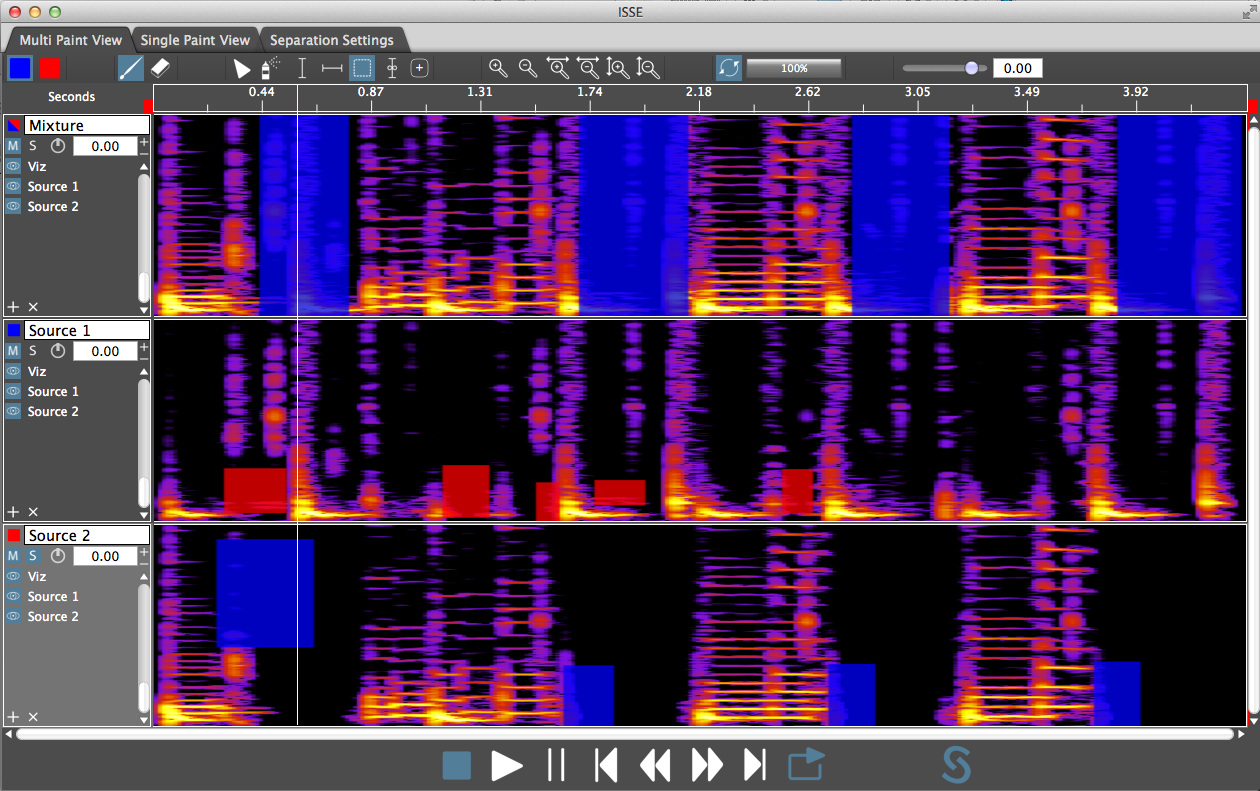 ISSE
Multi Paint View
Single Paint View
Separation Settings
100%
0.00
Seconds
0.44 0.87 1.31 1.74 2.18 2.62 3.05 3.49 3.92
Mixture
M S 0.00 + −
Viz
Source 1
Source 2
+ ×
Source 1
M S 0.00 + −
Viz
Source 1
Source 2
+ ×
Source 2
M S 0.00 + −
Viz
Source 1
Source 2
+ ×
S